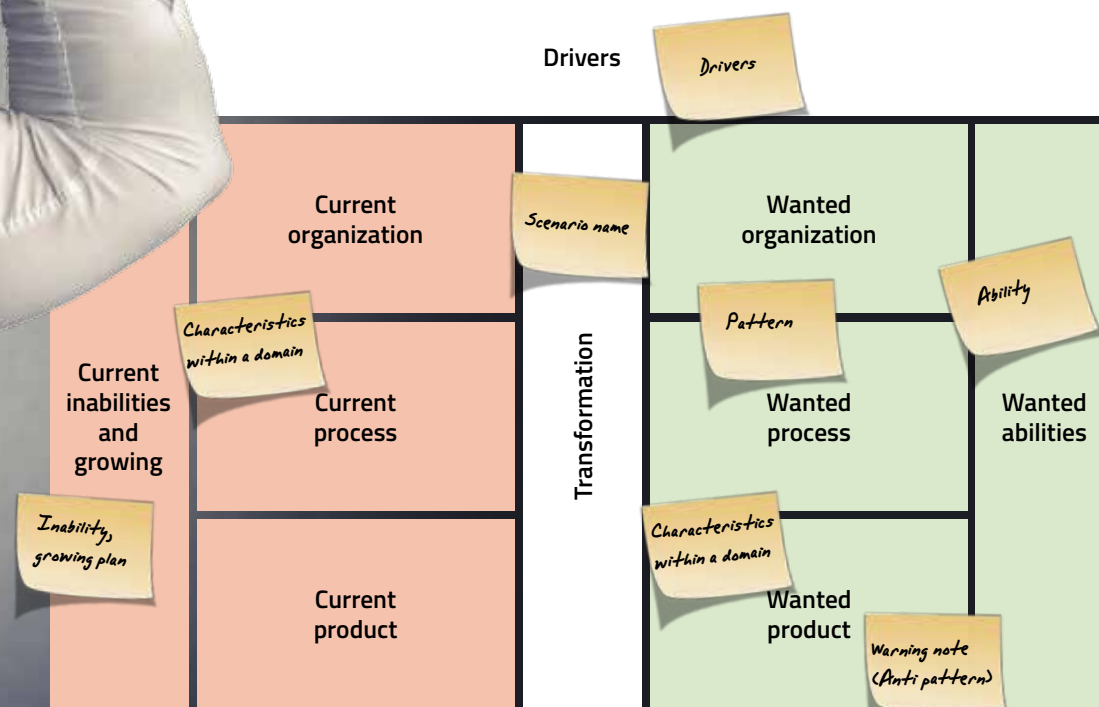 Drivers
Drivers
Current
organization
Scenario name
Wanted
organization
Ability
Pattern
Characteristics
within a domain
Current
inabilities
and
growing
Current
process
Transformation
Wanted
process
Wanted
abilities
Inability,
growing plan
Characteristics
within a domain
Current
product
Wanted
product
Warning note
(Anti pattern)